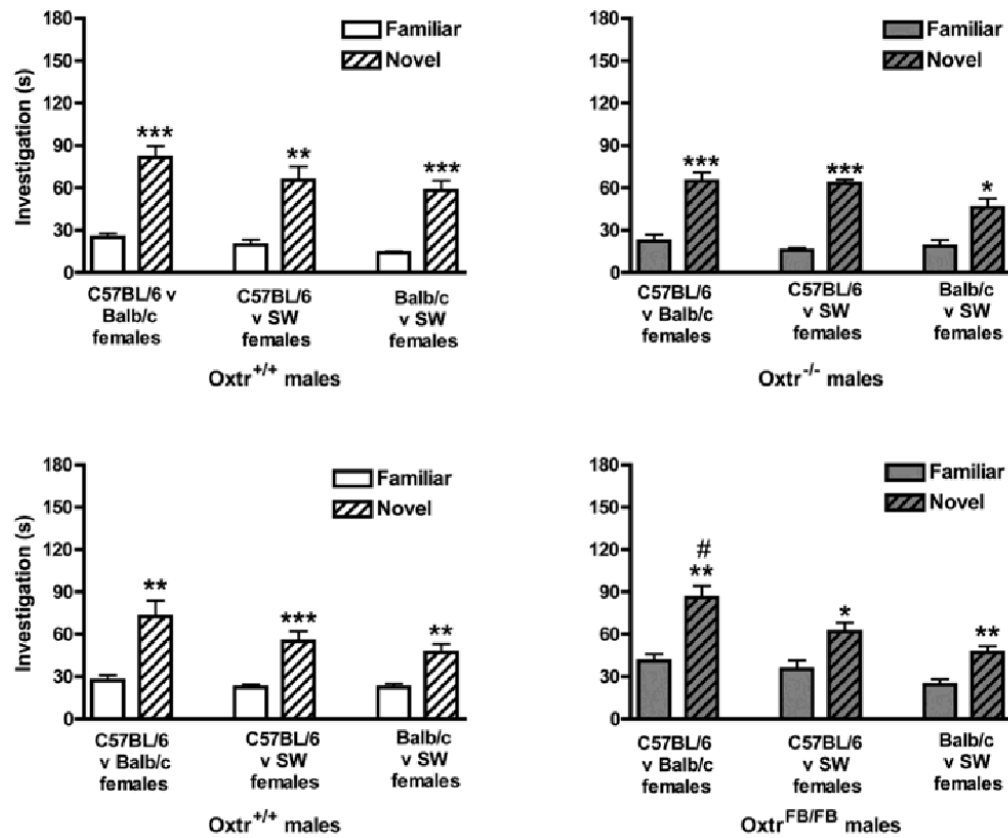 180
150
120
90
60
30
0
Investigation (s)
Familiar
Novel
***
**
***
C57BL/6 v
Balb/c
females
C57BL/6
v SW
females
Balb/c
v SW
females
Oxtr+/+ males
180
150
120
90
60
30
0
Familiar
Novel
***
***
*
C57BL/6
v Balb/c
females
C57BL/6
v SW
females
Balb/c
v SW
females
Oxtr-/- males
180
150
120
90
60
30
0
Investigation (s)
Familiar
Novel
**
***
**
C57BL/6
v Balb/c
females
C57BL/6
v SW
females
Balb/c
v SW
females
Oxtr+/+ males
180
150
120
90
60
30
0
Familiar
Novel
#
**
*
**
C57BL/6
v Balb/c
females
C57BL/6
v SW
females
Balb/c
v SW
females
OxtrFB/FB males